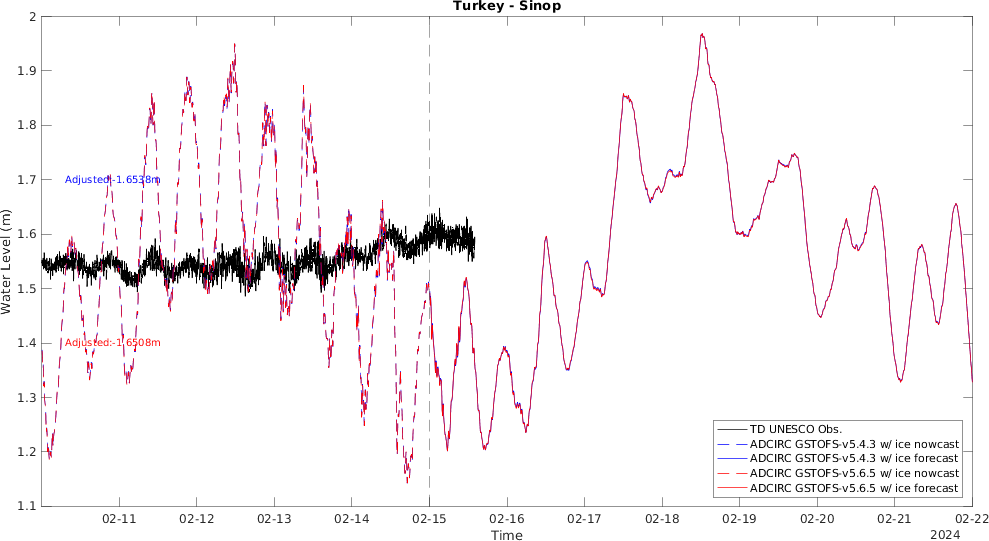 Turkey - Sinop
Water Level (m)
2
1.9
1.8
1.7
1.6
1.5
1.4
1.3
1.2
1.1
Adjusted:-1.6538m
Adjusted:-1.6508m
TD UNESCO Obs.
ADCIRC GSTOFS-v5.4.3 w/ ice nowcast
ADCIRC GSTOFS-v5.4.3 w/ ice forecast
ADCIRC GSTOFS-v5.6.5 w/ ice nowcast
ADCIRC GSTOFS-v5.6.5 w/ ice forecast
02-11 02-12 02-13 02-14 02-15 02-16 02-17 02-18 02-19 02-20 02-21 02-22
Time
2024